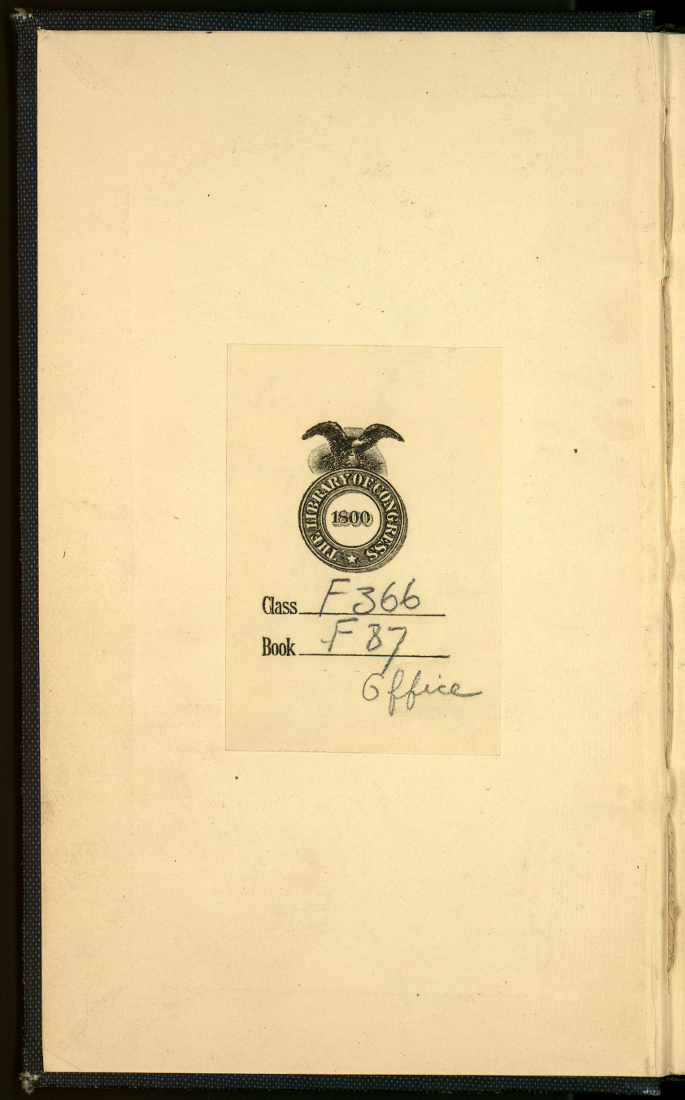 THE LIBRARY OF CONGRESS
1800
Class F366
Book F87
Office